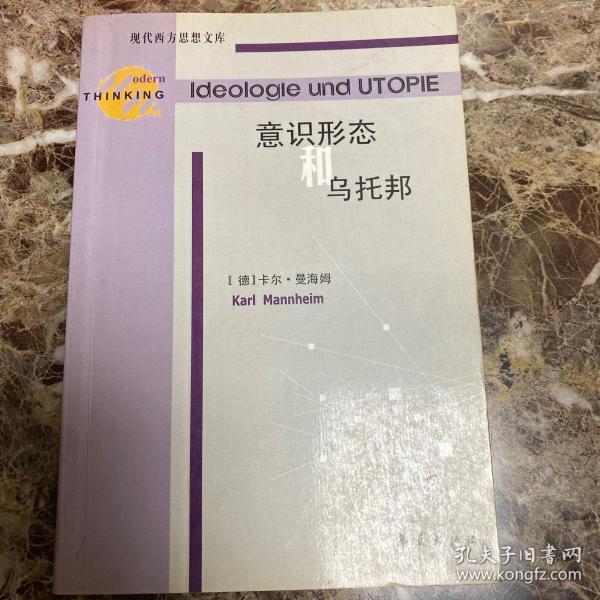 现代西方思想文库
Modern
THINKING
Ideologie und UTOPIE
意识形态
和
乌托邦
[德]卡尔·曼海姆
Karl Mannheim
孔夫子旧书网
www.kongfz.com